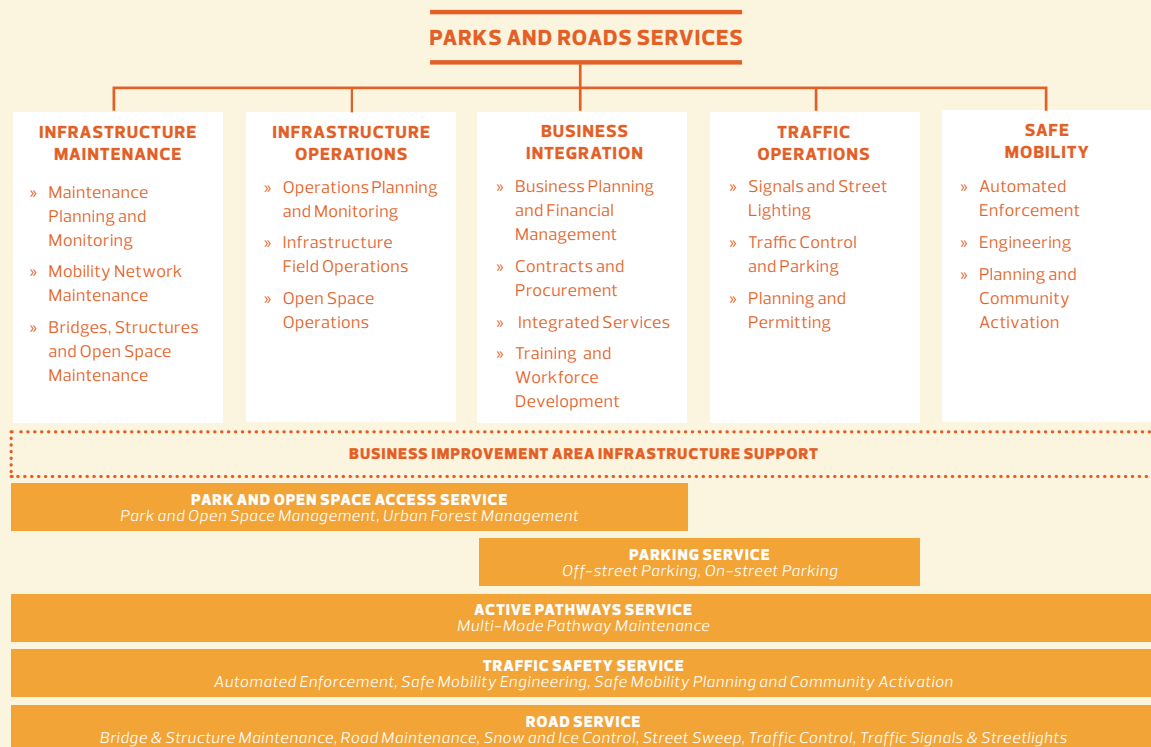 PARKS AND ROADS SERVICES
INFRASTRUCTURE
MAINTENANCE
» Maintenance
Planning and
Monitoring
» Mobility Network
Maintenance
» Bridges, Structures
and Open Space
Maintenance
INFRASTRUCTURE
OPERATIONS
» Operations Planning
and Monitoring
» Infrastructure
Field Operations
» Open Space
Operations
BUSINESS
INTEGRATION
» Business Planning
and Financial
Management
» Contracts and
Procurement
» Integrated Services
» Training and
Workforce
Development
TRAFFIC
OPERATIONS
» Signals and Street
Lighting
» Traffic Control
and Parking
» Planning and
Permitting
SAFE
MOBILITY
» Automated
Enforcement
» Engineering
» Planning and
Community
Activation
BUSINESS IMPROVEMENT AREA INFRASTRUCTURE SUPPORT
PARK AND OPEN SPACE ACCESS SERVICE
Park and Open Space Management, Urban Forest Management
PARKING SERVICE
Off-street Parking, On-street Parking
ACTIVE PATHWAYS SERVICE
Multi-Mode Pathway Maintenance
TRAFFIC SAFETY SERVICE
Automated Enforcement, Safe Mobility Engineering, Safe Mobility Planning and Community Activation
ROAD SERVICE
Bridge & Structure Maintenance, Road Maintenance, Snow and Ice Control, Street Sweep, Traffic Control, Traffic Signals & Streetlights